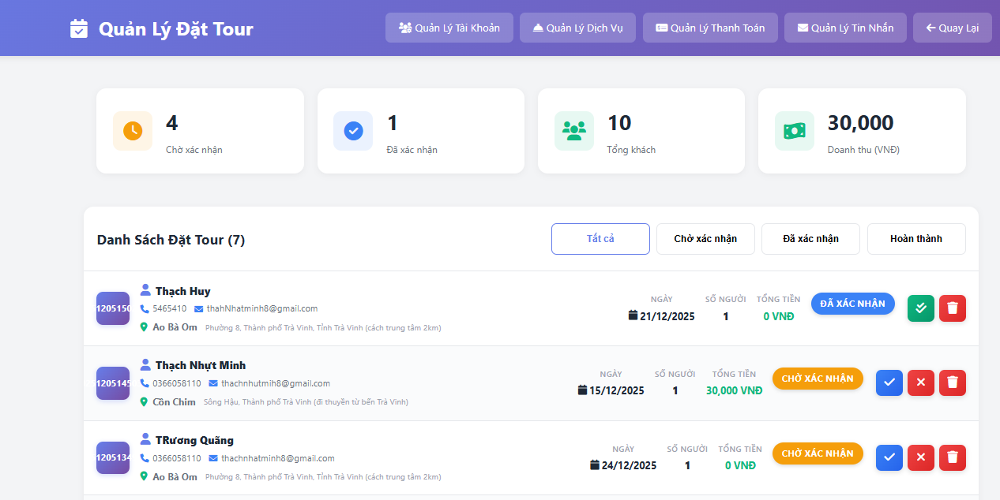 Quản Lý Đặt Tour
Quản Lý Tài Khoản
Quản Lý Dịch Vụ
Quản Lý Thanh Toán
Quản Lý Tin Nhắn
Quay Lại
4
Chờ xác nhận
1
Đã xác nhận
10
Tổng khách
30,000
Doanh thu (VNĐ)
Danh Sách Đặt Tour (7)
Tất cả
Chờ xác nhận
Đã xác nhận
Hoàn thành
1205150
Thạch Huy
5465410 thahNhatminh8@gmail.com
Ao Bà Om Phường 8, Thành phố Trà Vinh, Tỉnh Trà Vinh (cách trung tâm 2km)
NGÀY SỐ NGƯỜI TỔNG TIỀN
21/12/2025 1 0 VNĐ
ĐÃ XÁC NHẬN
1205145
Thạch Nhựt Minh
0366058110 thachnhutmih8@gmail.com
Cồn Chim Sông Hậu, Thành phố Trà Vinh (đi thuyền từ bến Trà Vinh)
NGÀY SỐ NGƯỜI TỔNG TIỀN
15/12/2025 1 30,000 VNĐ
CHỜ XÁC NHẬN
1205134
TRương Quãng
0366058110 thachnhatminh8@gmail.com
Ao Bà Om Phường 8, Thành phố Trà Vinh, Tỉnh Trà Vinh (cách trung tâm 2km)
NGÀY SỐ NGƯỜI TỔNG TIỀN
24/12/2025 1 0 VNĐ
CHỜ XÁC NHẬN